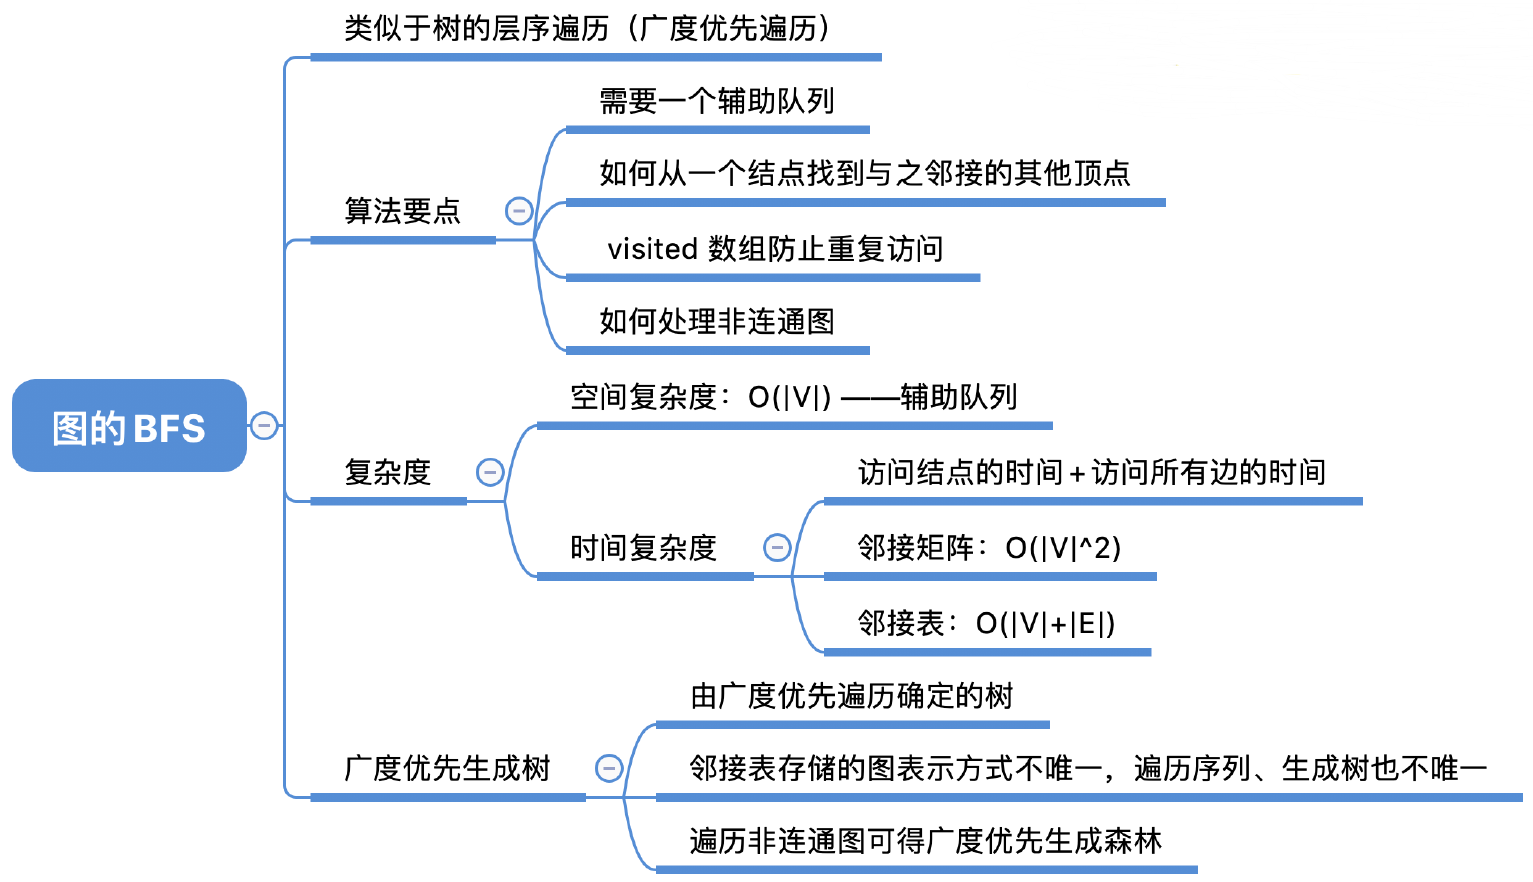 类似于树的层序遍历（广度优先遍历）
需要一个辅助队列
如何从一个结点找到与之邻接的其他顶点
算法要点
visited 数组防止重复访问
如何处理非连通图
空间复杂度：O(|V|) ——辅助队列
图的BFS
复杂度
访问结点的时间+访问所有边的时间
时间复杂度
邻接矩阵：O(|V|^2)
邻接表：O(|V|+|E|)
由广度优先遍历确定的树
广度优先生成树
邻接表存储的图表示方式不唯一，遍历序列、生成树也不唯一
遍历非连通图可得广度优先生成森林